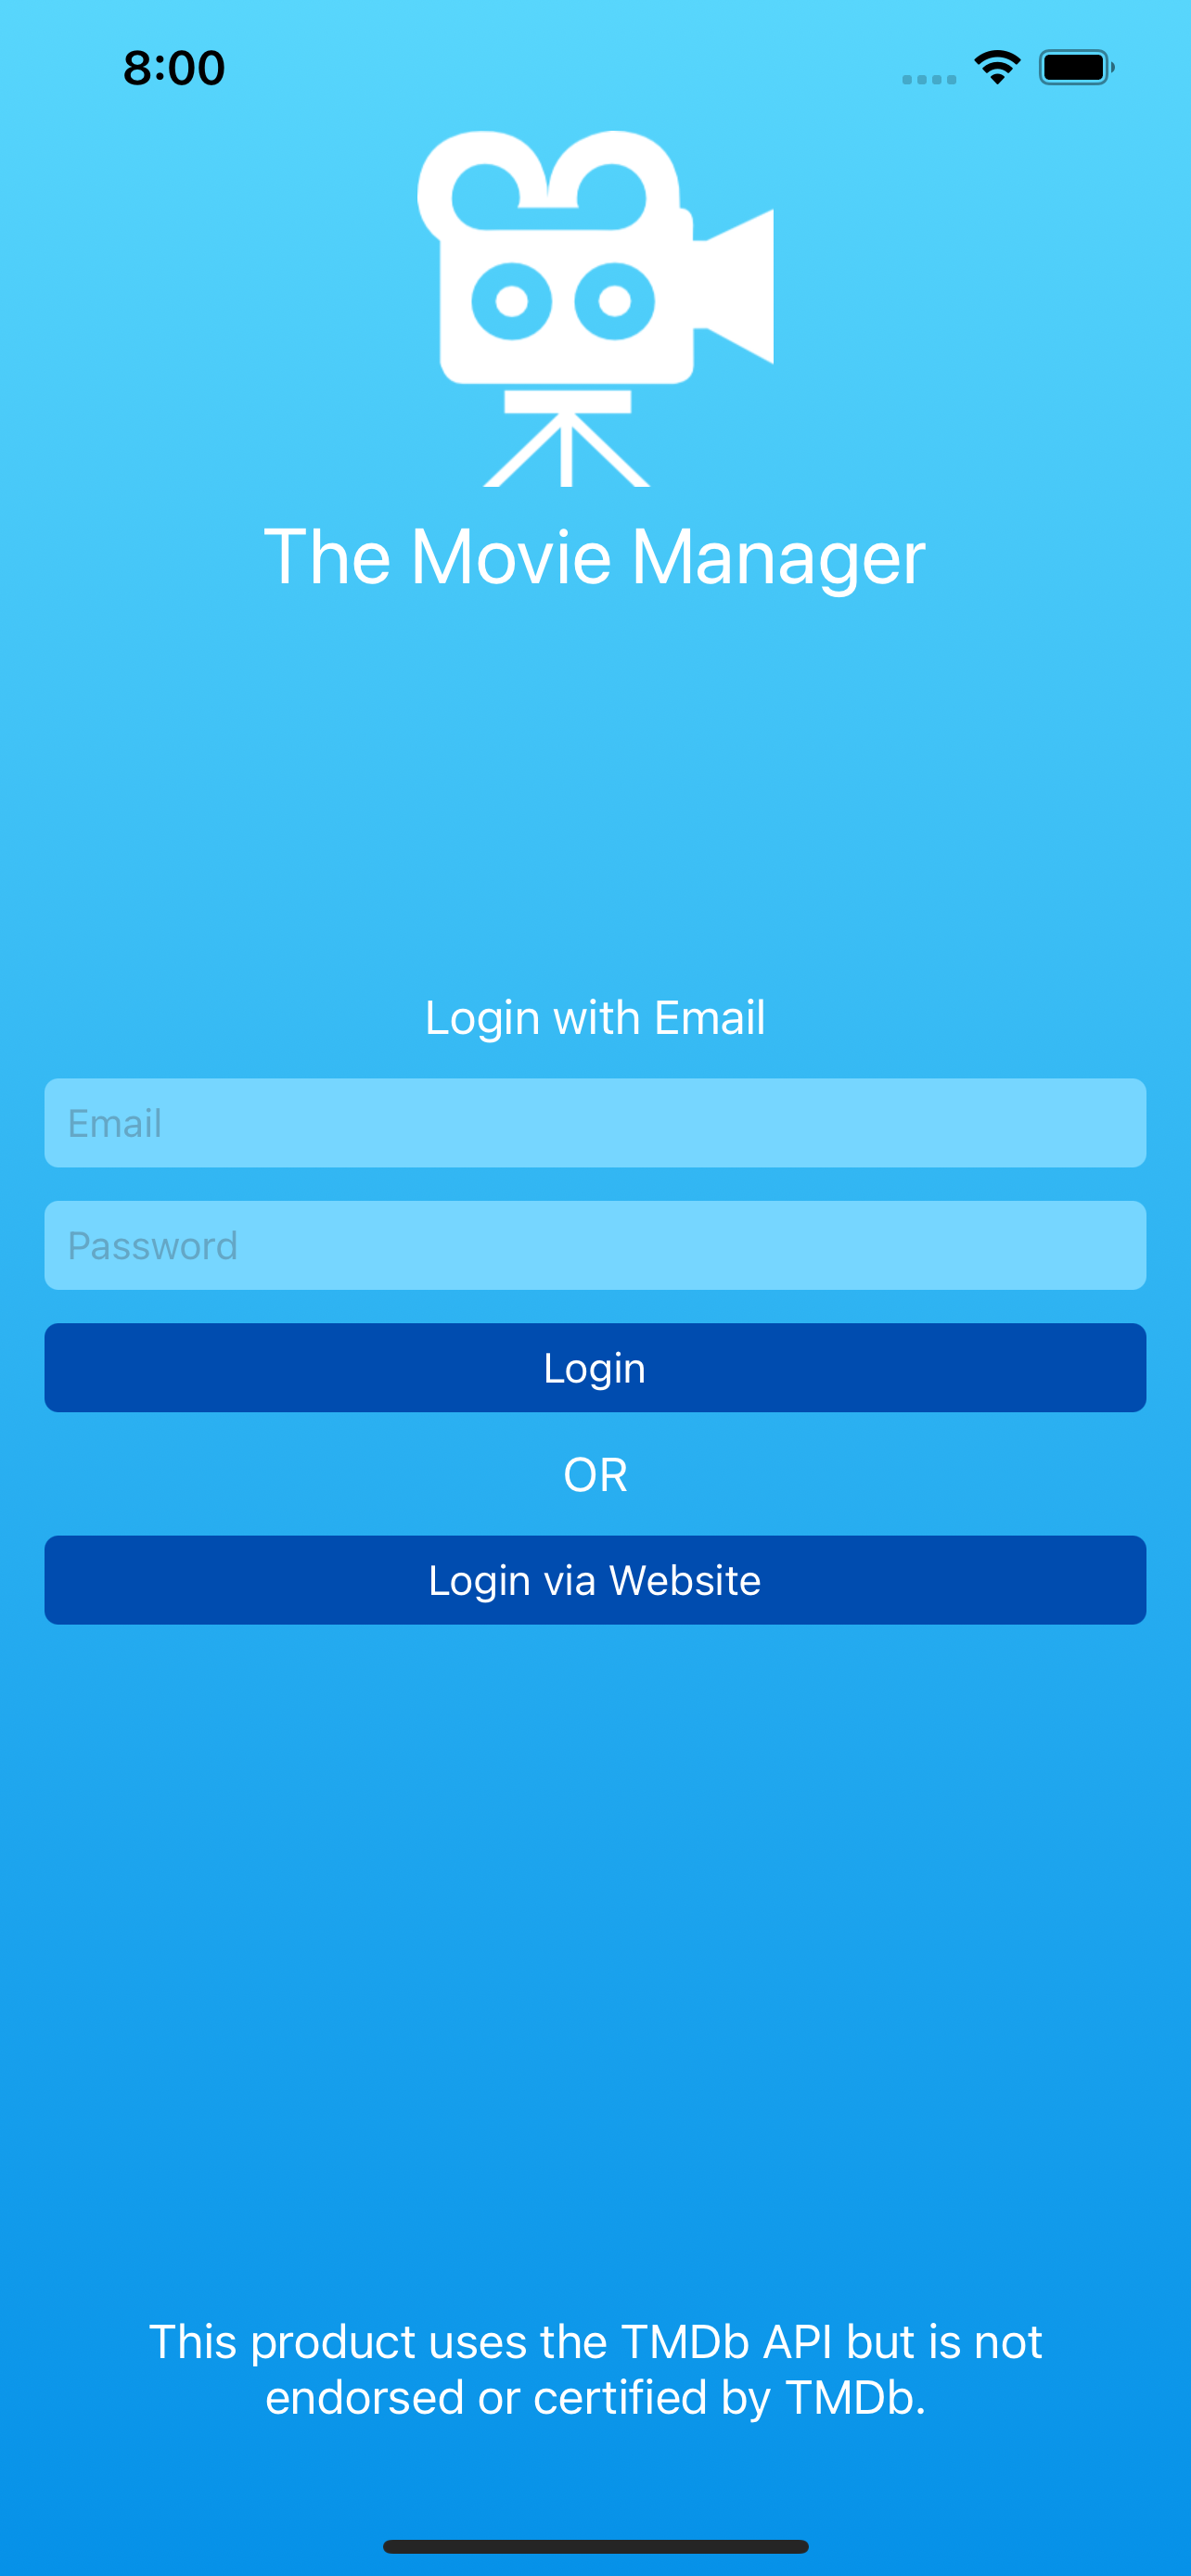 8:00
The Movie Manager
Login with Email
Email
Password
Login
OR
Login via Website
This product uses the TMDb API but is not
endorsed or certified by TMDb.